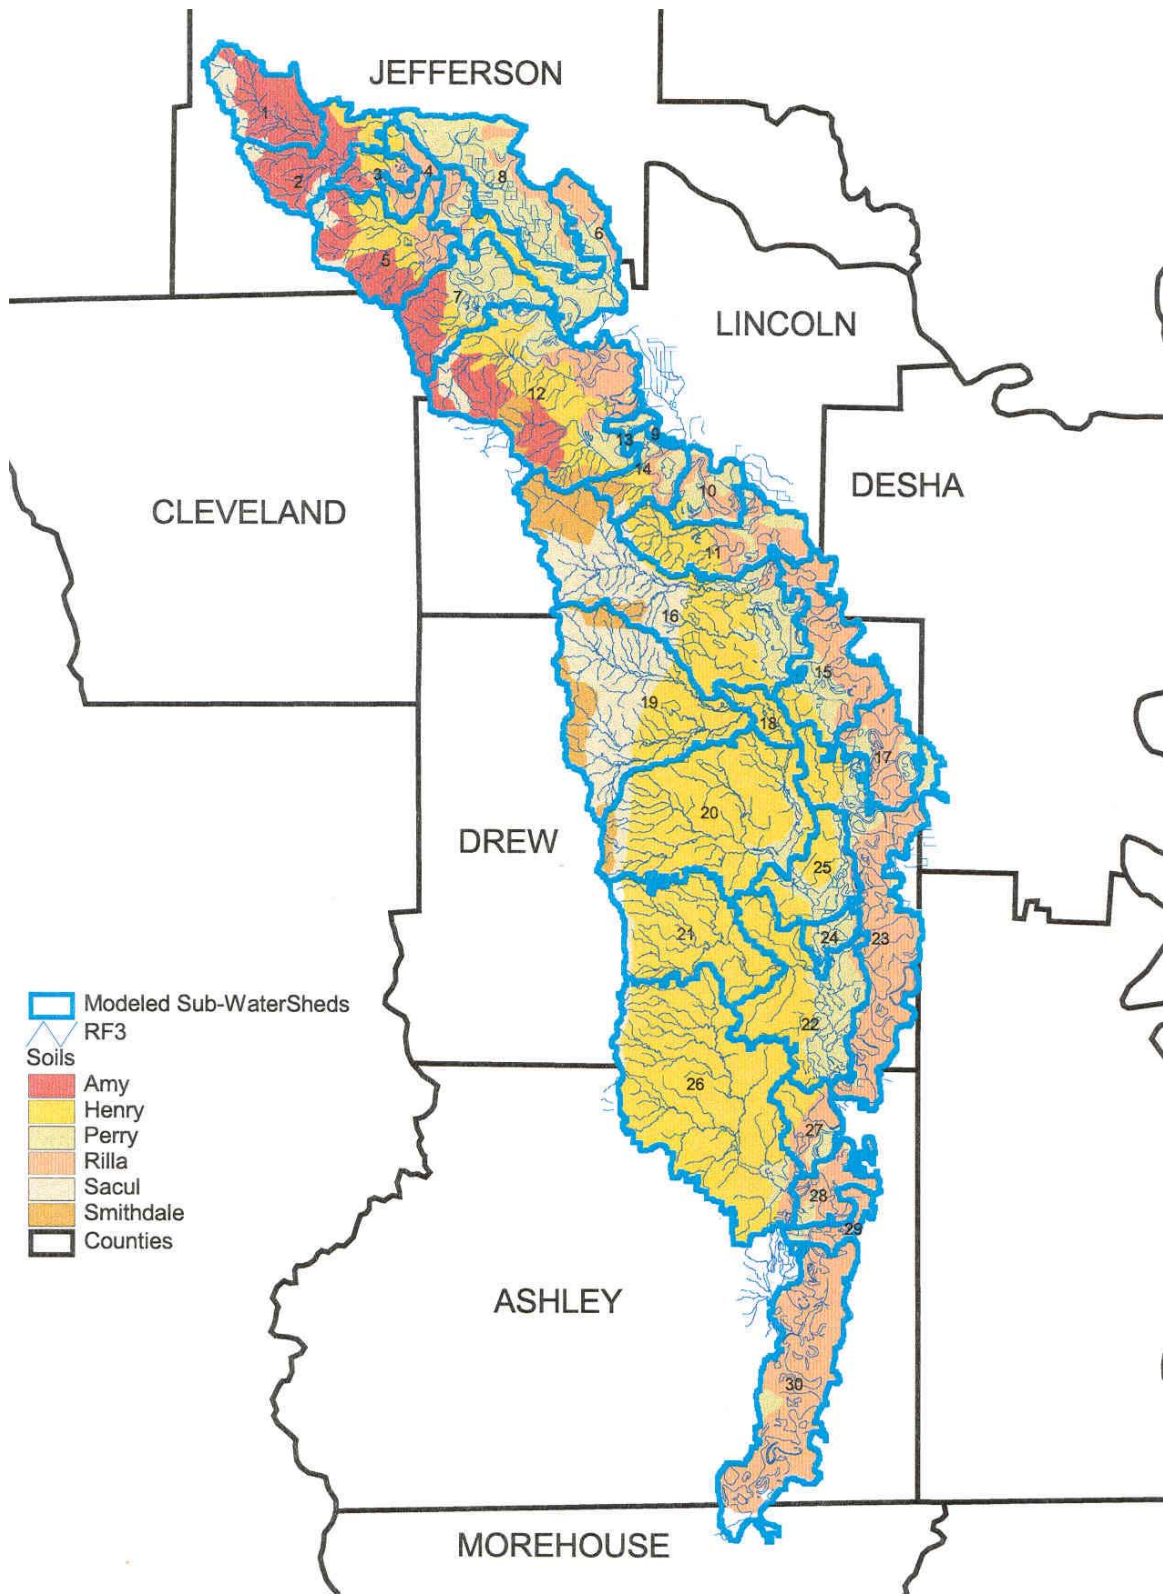 JEFFERSON
1
2
3
4
8
6
5
7
LINCOLN
12
13
9
14
10
DESHA
CLEVELAND
11
16
15
19
18
17
20
DREW
25
21
24
23
22
Modeled Sub-WaterSheds
RF3
Soils
Amy
Henry
Perry
Rilla
Sacul
Smithdale
Counties
26
27
28
29
ASHLEY
30
MOREHOUSE